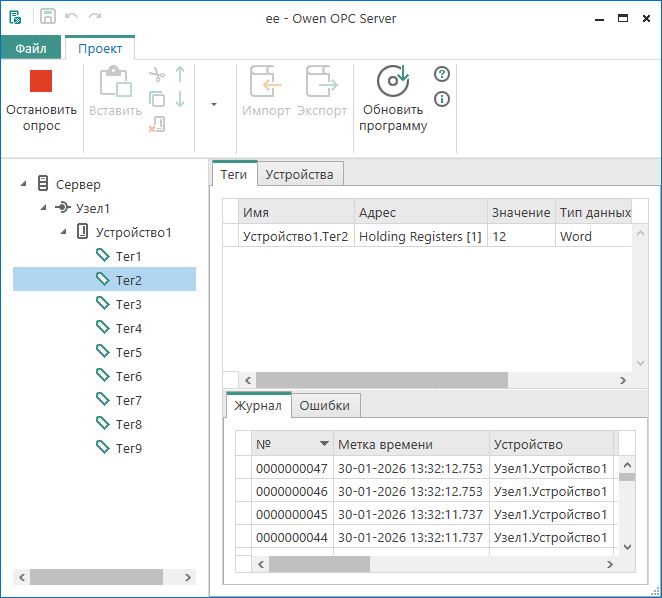 ee - Owen OPC Server
Файл
Проект
Остановить
опрос
Вставить
Импорт
Экспорт
Обновить
программу
Сервер
Узел1
Устройство1
Тег1
Тег2
Тег3
Тег4
Тег5
Тег6
Тег7
Тег8
Тег9
Теги
Устройства
Имя
Адрес
Значение
Тип данных
Устройство1.Тег2
Holding Registers [1]
12
Word
Журнал
Ошибки
№
Метка времени
Устройство
0000000047
30-01-2026 13:32:12.753
Узел1.Устройство1
0000000046
30-01-2026 13:32:12.753
Узел1.Устройство1
0000000045
30-01-2026 13:32:11.737
Узел1.Устройство1
0000000044
30-01-2026 13:32:11.737
Узел1.Устройство1